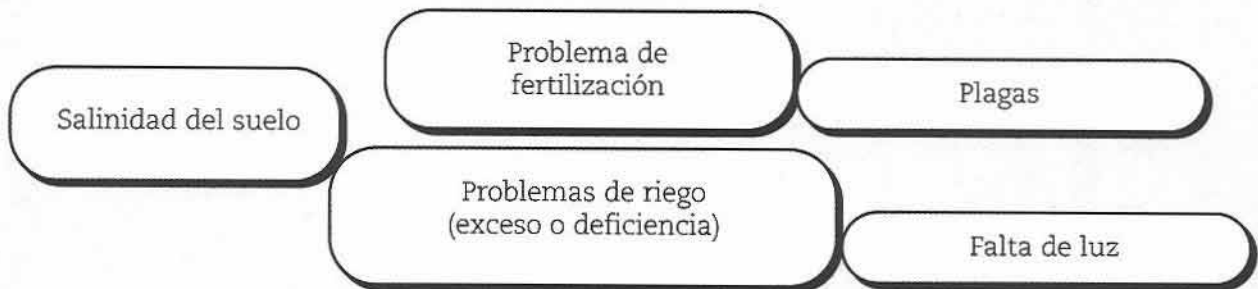 Problema de
fertilización
Plagas
Salinidad del suelo
Problemas de riego
(exceso o deficiencia)
Falta de luz